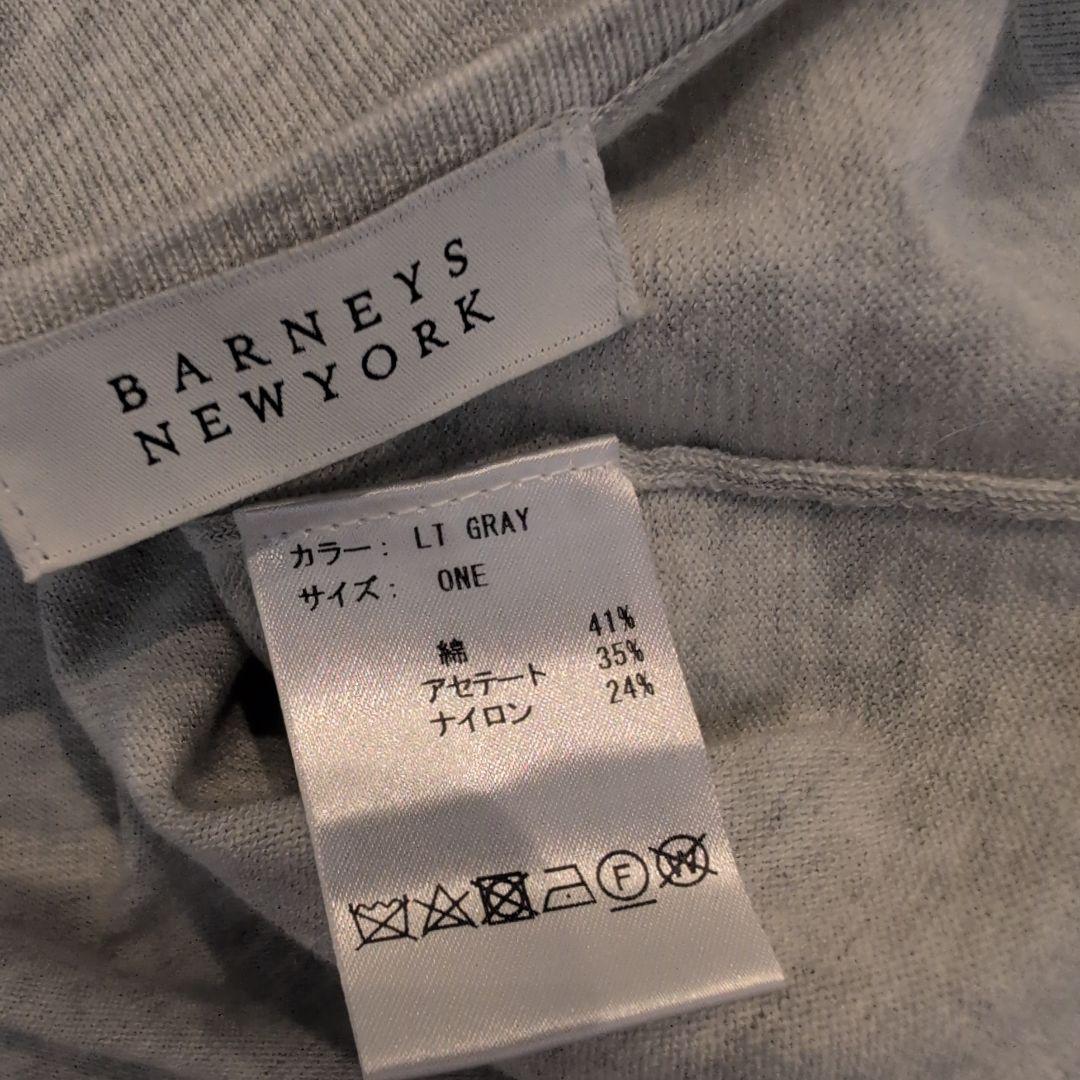 BARNEYS
NEWYORK
カラー: LT GRAY
サイズ: ONE
綿 41%
アセテート 35%
ナイロン 24%
F W